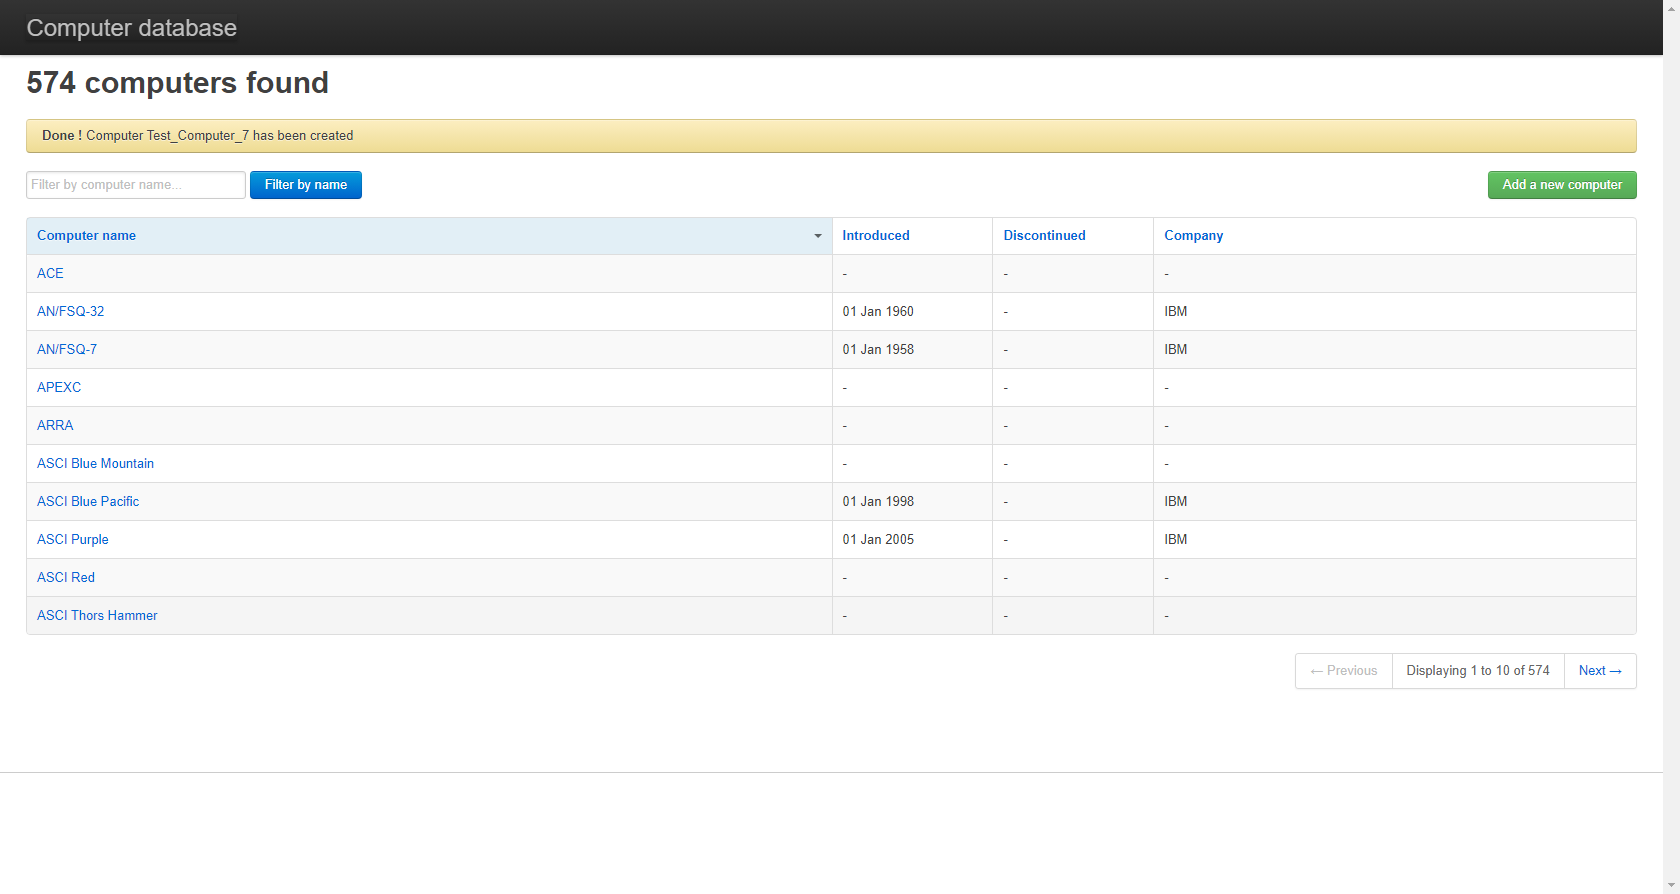 Computer database
574 computers found
Done ! Computer Test_Computer_7 has been created
Filter by computer name... Filter by name Add a new computer
Computer name Introduced Discontinued Company
ACE - - -
AN/FSQ-32 01 Jan 1960 - IBM
AN/FSQ-7 01 Jan 1958 - IBM
APEXC - - -
ARRA - - -
ASCI Blue Mountain - - -
ASCI Blue Pacific 01 Jan 1998 - IBM
ASCI Purple 01 Jan 2005 - IBM
ASCI Red - - -
ASCI Thors Hammer - - -
← Previous Displaying 1 to 10 of 574 Next →